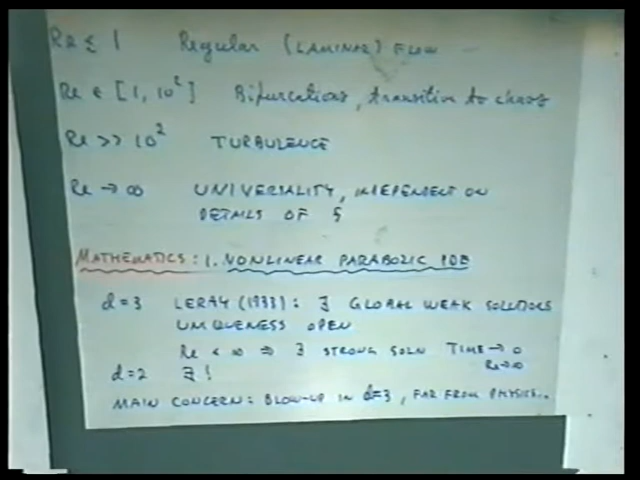 Re ≲ 1 Regular (LAMINAR) FLOW
Re ∈ [1, 10²] Bifurcations, transition to chaos
Re >> 10² TURBULENCE
Re → ∞ UNIVERSALITY, INDEPENDENT ON
DETAILS OF f
MATHEMATICS: 1. NONLINEAR PARABOLIC PDE
d=3 LERAY (1933): ∃ GLOBAL WEAK SOLUTIONS
UNIQUENESS OPEN
Re < ∞ ⇒ ∃ STRONG SOLN TIME → 0
Re→∞
d=2 ∃!
MAIN CONCERN: BLOW-UP IN d=3, FAR FROM PHYSICS..